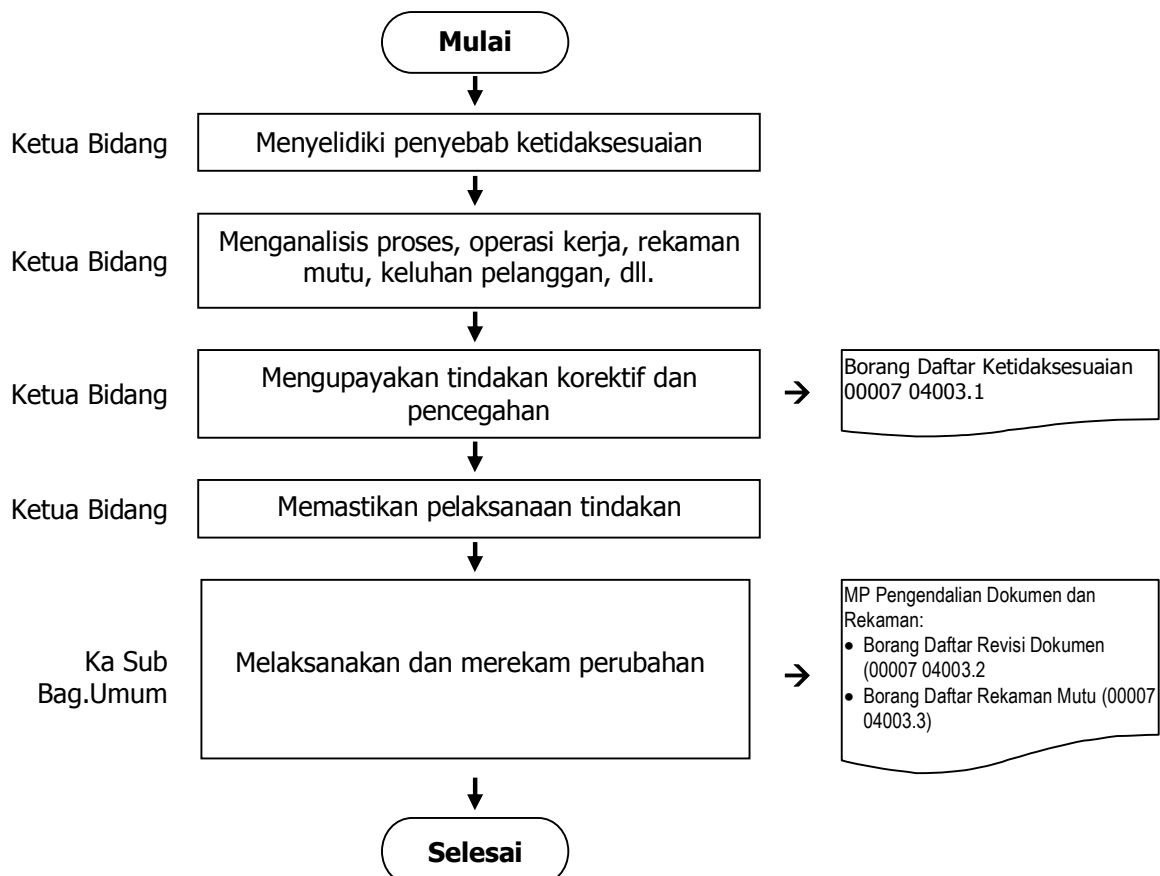 Mulai
Ketua Bidang
Menyelidiki penyebab ketidaksesuaian
Ketua Bidang
Menganalisis proses, operasi kerja, rekaman
mutu, keluhan pelanggan, dll.
Ketua Bidang
Mengupayakan tindakan korektif dan
pencegahan
Borang Daftar Ketidaksesuaian
00007 04003.1
Ketua Bidang
Memastikan pelaksanaan tindakan
Ka Sub
Bag.Umum
Melaksanakan dan merekam perubahan
MP Pengendalian Dokumen dan
Rekaman:
• Borang Daftar Revisi Dokumen
(00007 04003.2
• Borang Daftar Rekaman Mutu (00007
04003.3)
Selesai